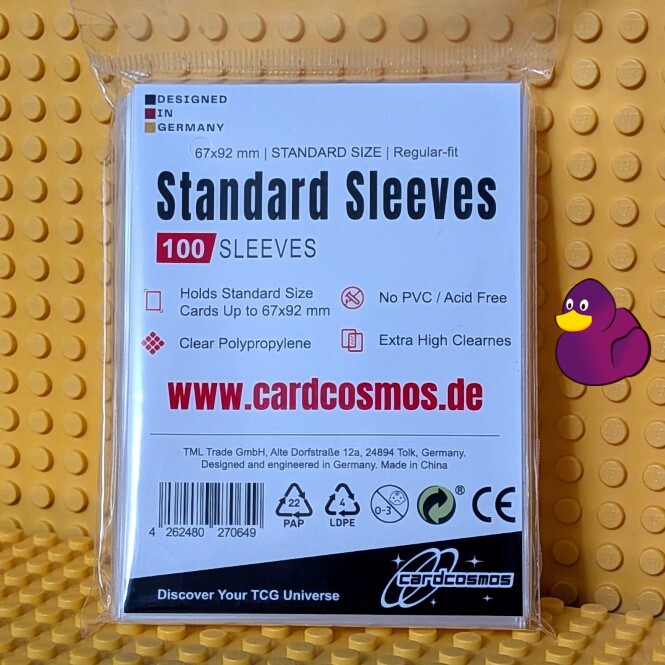 DESIGNED
IN
GERMANY
67x92 mm | STANDARD SIZE | Regular-fit
Standard Sleeves
100 SLEEVES
Holds Standard Size
Cards Up to 67x92 mm
No PVC / Acid Free
Clear Polypropylene
Extra High Clearnes
www.cardcosmos.de
TML Trade GmbH, Alte Dorfstraße 12a, 24894 Tolk, Germany.
Designed and engineered in Germany. Made in China
4 262480 270649
22
PAP
4
LDPE
0-3
®
CE
Discover Your TCG Universe
cardcosmos